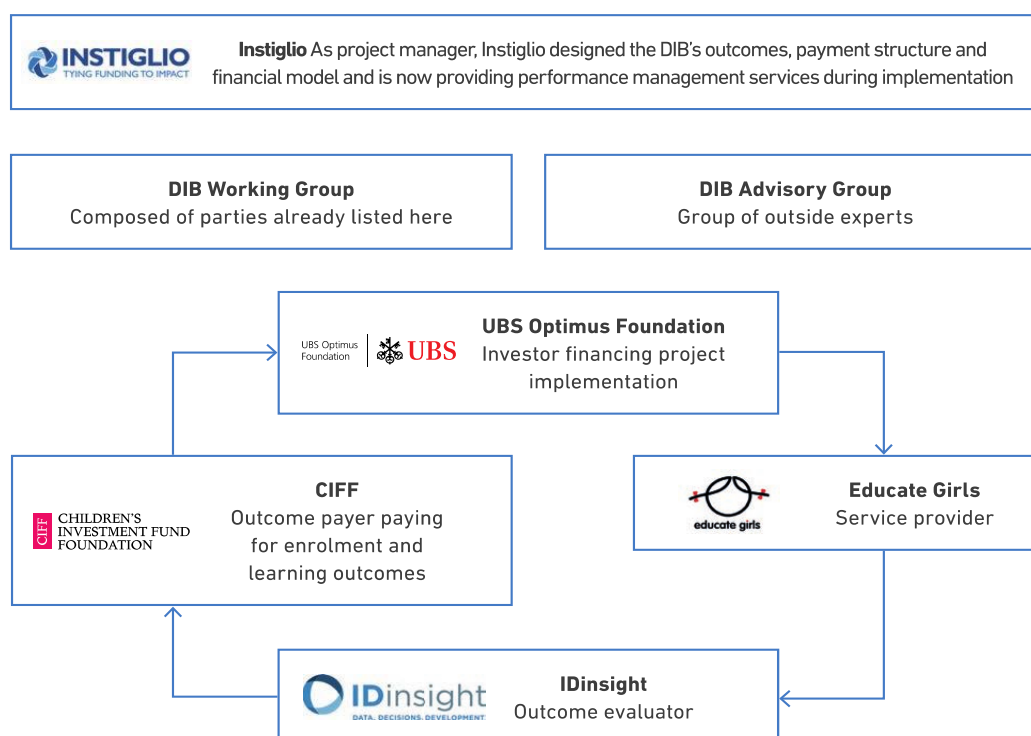 INSTIGLIO
TYING FUNDING TO IMPACT
Instiglio As project manager, Instiglio designed the DIB's outcomes, payment structure and
financial model and is now providing performance management services during implementation
DIB Working Group
Composed of parties already listed here
DIB Advisory Group
Group of outside experts
UBS Optimus
Foundation
UBS
UBS Optimus Foundation
Investor financing project
implementation
CIFF
CHILDREN'S
INVESTMENT FUND
FOUNDATION
CIFF
Outcome payer paying
for enrolment and
learning outcomes
educate girls
Educate Girls
Service provider
IDinsight
DATA. DECISIONS. DEVELOPMENT.
IDinsight
Outcome evaluator